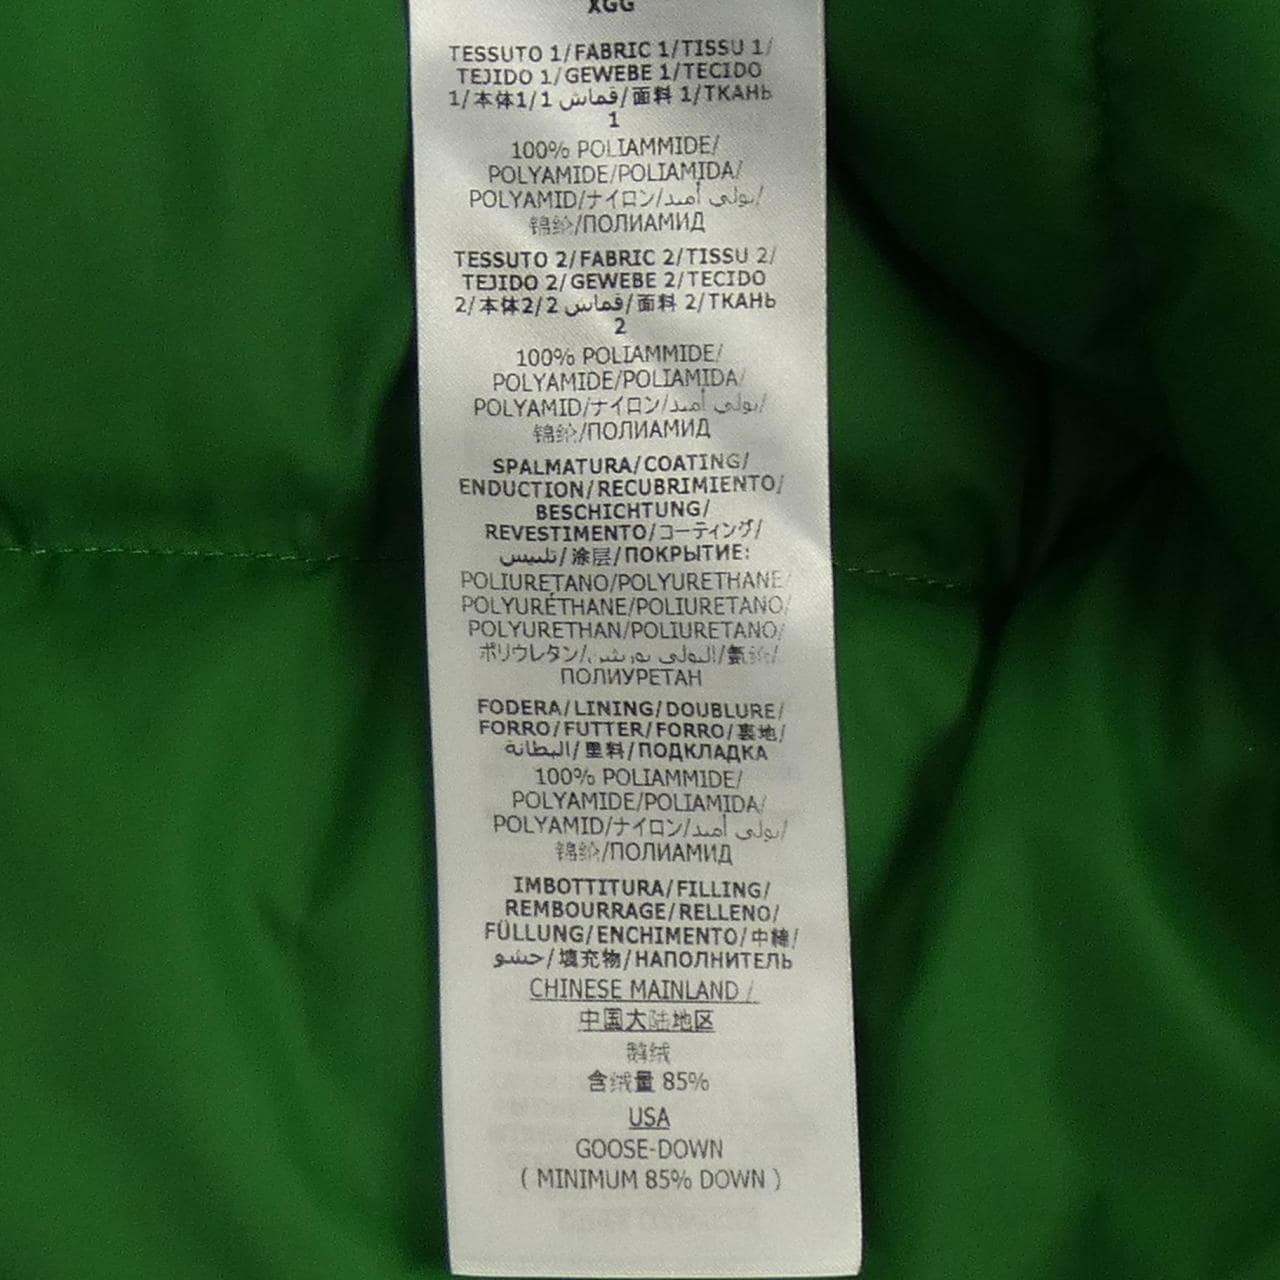 XGG
TESSUTO 1/FABRIC 1/TISSU 1/
TEJIDO 1/GEWEBE 1/TECIDO
1/本体1/1 قماش/面料 1/ТКАНЬ
1
100% POLIAMMIDE/
POLYAMIDE/POLIAMIDA/
POLYAMID/ナイロン/بولي أميد/
锦纶/ПОЛИАМИД
TESSUTO 2/FABRIC 2/TISSU 2/
TEJIDO 2/GEWEBE 2/TECIDO
2/本体2/2 قماش/面料 2/ТКАНЬ
2
100% POLIAMMIDE/
POLYAMIDE/POLIAMIDA/
POLYAMID/ナイロン/بولي أميد/
锦纶/ПОЛИАМИД
SPALMATURA/COATING/
ENDUCTION/RECUBRIMIENTO/
BESCHICHTUNG/
REVESTIMENTO/コーティング/
تلبيس/涂层/ПОКРЫТИЕ:
POLIURETANO/POLYURETHANE/
POLYURÉTHANE/POLIURETANO/
POLYURETHAN/POLIURETANO/
ポリウレタン/البولي يوريثين/氨纶/
ПОЛИУРЕТАН
FODERA/LINING/DOUBLURE/
FORRO/FUTTER/FORRO/裏地/
البطانة/里料/ПОДКЛАДКА
100% POLIAMMIDE/
POLYAMIDE/POLIAMIDA/
POLYAMID/ナイロン/بولي أميد/
锦纶/ПОЛИАМИД
IMBOTTITURA/FILLING/
REMBOURRAGE/RELLENO/
FÜLLUNG/ENCHIMENTO/中綿/
حشو/填充物/НАПОЛНИТЕЛЬ
CHINESE MAINLAND /
中国大陆地区
鹅绒
含绒量 85%
USA
GOOSE-DOWN
( MINIMUM 85% DOWN )